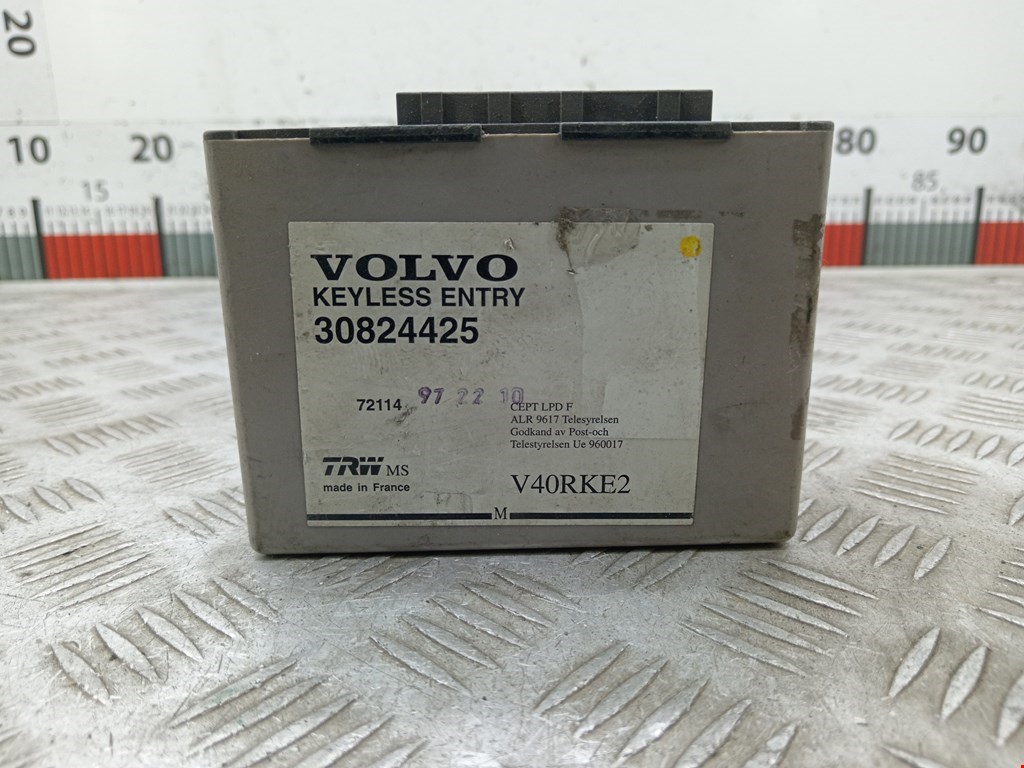 20
10
20
80
90
15
85
VOLVO
KEYLESS ENTRY
30824425
72114 97 22 10
CEPT LPD F
ALR 9617 Telesyrelsen
Godkand av Post-och
Telestyrelsen Ue 960017
TRW MS
made in France
V40RKE2
M